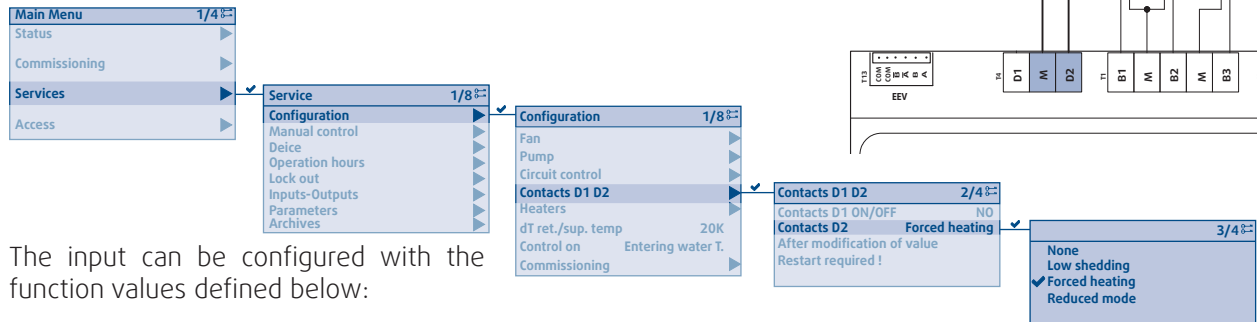 Main Menu 1/4
Status
Commissioning
Services
Access
Service 1/8
Configuration
Manual control
Deice
Operation hours
Lock out
Inputs-Outputs
Parameters
Archives
Configuration 1/8
Fan
Pump
Circuit control
Contacts D1 D2
Heaters
dT ret./sup. temp 20K
Control on Entering water T.
Commissioning
Contacts D1 D2 2/4
Contacts D1 ON/OFF NO
Contacts D2 Forced heating
After modification of value
Restart required !
3/4
None
Low shedding
Forced heating
Reduced mode
T13
COM
COM
B̅
A̅
B
A
EEV
T4
D1
M
D2
T1
B1
M
B2
M
B3
The input can be configured with the
function values defined below: